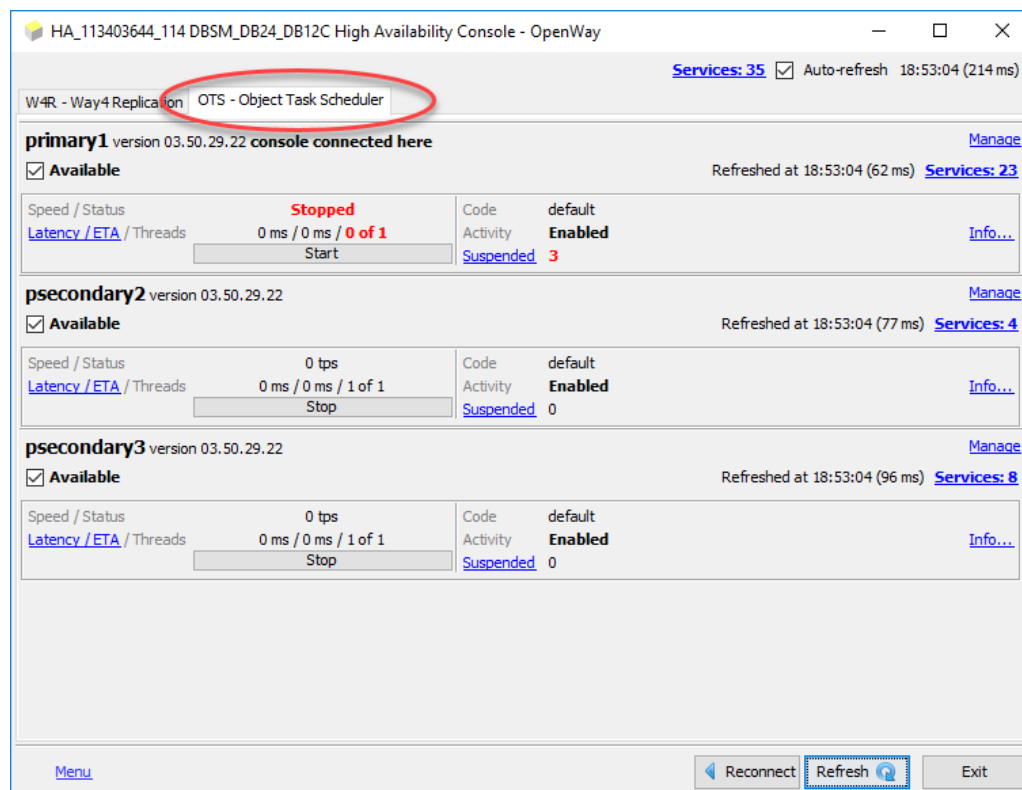 HA_113403644_114 DBSM_DB24_DB12C High Availability Console - OpenWay
Services: 35 Auto-refresh 18:53:04 (214 ms)
W4R - Way4 Replication OTS - Object Task Scheduler
primary1 version 03.50.29.22 console connected here Manage
Available Refreshed at 18:53:04 (62 ms) Services: 23
Speed / Status Stopped Code default
Latency / ETA / Threads 0 ms / 0 ms / 0 of 1 Activity Enabled Info...
Start Suspended 3
psecondary2 version 03.50.29.22 Manage
Available Refreshed at 18:53:04 (77 ms) Services: 4
Speed / Status 0 tps Code default
Latency / ETA / Threads 0 ms / 0 ms / 1 of 1 Activity Enabled Info...
Stop Suspended 0
psecondary3 version 03.50.29.22 Manage
Available Refreshed at 18:53:04 (96 ms) Services: 8
Speed / Status 0 tps Code default
Latency / ETA / Threads 0 ms / 0 ms / 1 of 1 Activity Enabled Info...
Stop Suspended 0
Menu Reconnect Refresh Exit